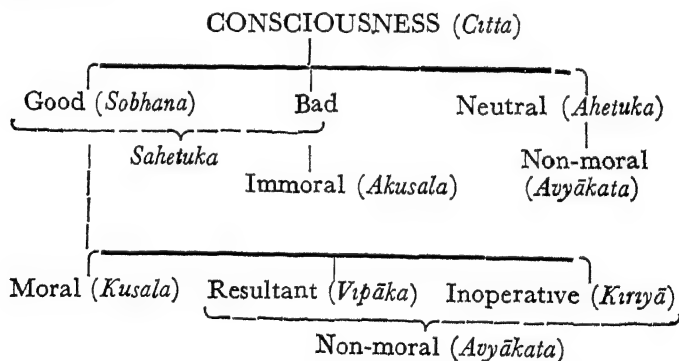 CONSCIOUSNESS (Citta)
Good (Sobhana) Bad Neutral (Ahetuka)
Sahetuka
Non-moral
Immoral (Akusala) (Avyākata)
Moral (Kusala) Resultant (Vipāka) Inoperative (Kiriyā)
Non-moral (Avyākata)